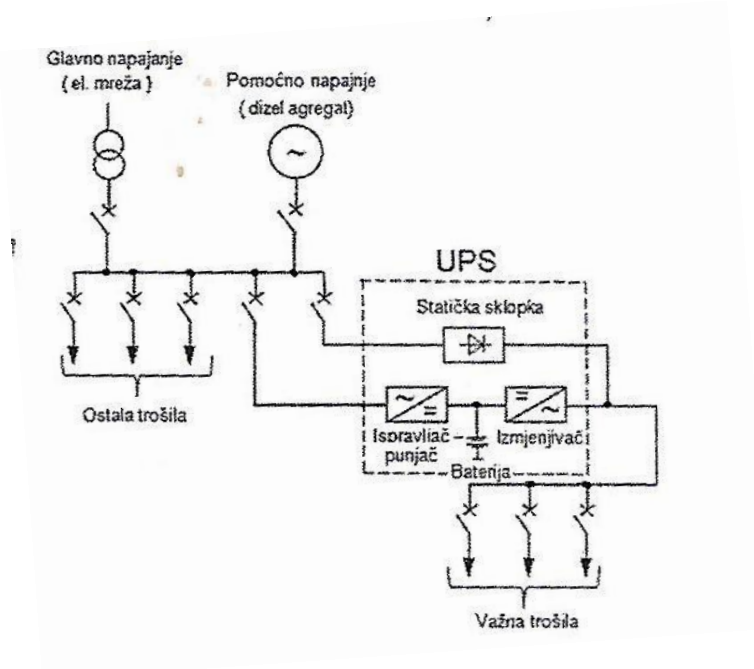 Glavno napajanje
( el. mreža )
Pomoćno napajnje
( dizel agregat)
UPS
Statička sklopka
Ostala trošila
Ispravljač
punjač
Izmjenjivač
Baterija
Važna trošila